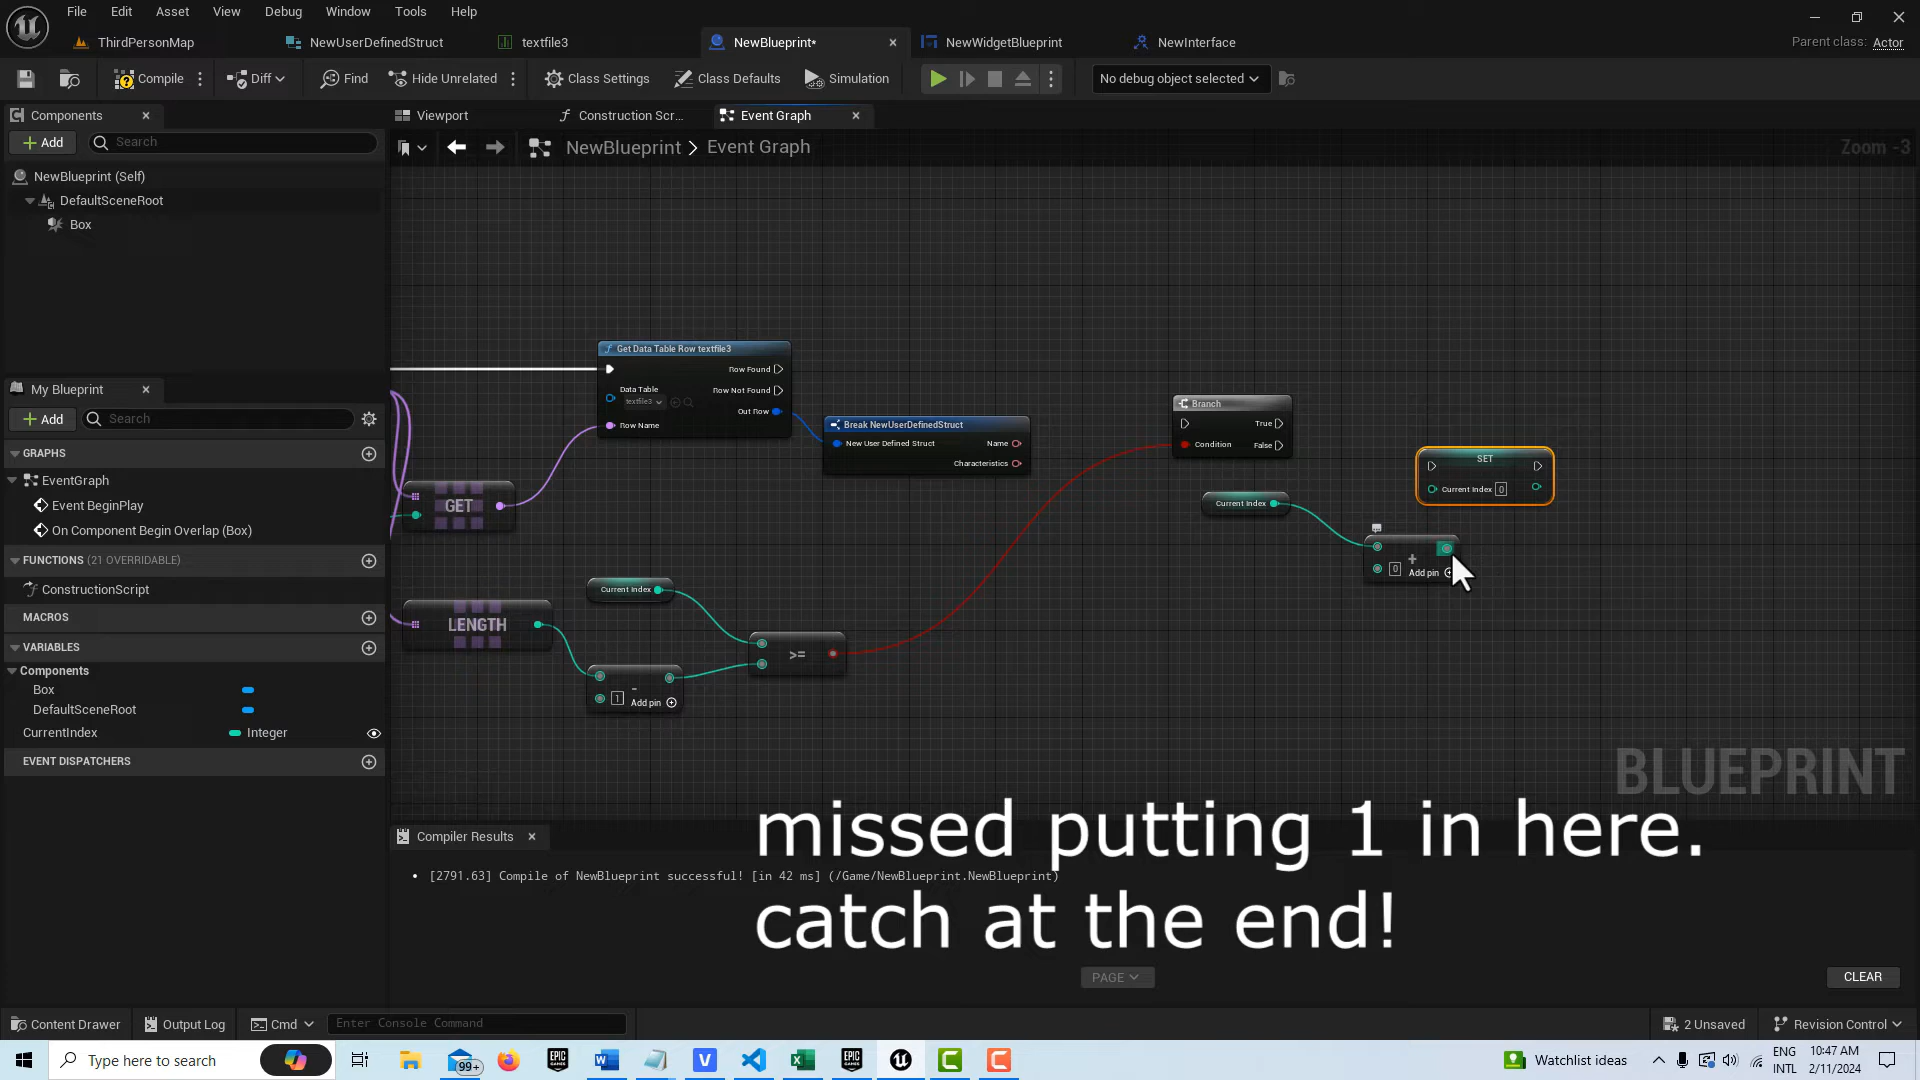 File Edit Asset View Debug Window Tools Help
ThirdPersonMap NewUserDefinedStruct textfile3 NewBlueprint* NewWidgetBlueprint NewInterface Parent class: Actor
Compile Diff Find Hide Unrelated Class Settings Class Defaults Simulation No debug object selected
Components Viewport Construction Scr... Event Graph
Add Search NewBlueprint > Event Graph Zoom -3
NewBlueprint (Self)
DefaultSceneRoot
Box
My Blueprint
Add Search
GRAPHS
EventGraph
Event BeginPlay
On Component Begin Overlap (Box)
FUNCTIONS (21 OVERRIDABLE)
ConstructionScript
MACROS
VARIABLES
Components
Box
DefaultSceneRoot
CurrentIndex Integer
EVENT DISPATCHERS
Get Data Table Row textfile3
Row Found
Data Table
textfile3
Row Not Found
Out Row
Row Name
Break NewUserDefinedStruct
New User Defined Struct Name
Characteristics
Branch
True
Condition False
SET
Current Index 0
Current Index
+
0 Add pin
GET
Current Index
LENGTH
>=
-
1 Add pin
BLUEPRINT
missed putting 1 in here.
catch at the end!
Compiler Results
[2791.63] Compile of NewBlueprint successful! [in 42 ms] (/Game/NewBlueprint.NewBlueprint)
PAGE CLEAR
Content Drawer Output Log Cmd Enter Console Command 2 Unsaved Revision Control
Type here to search 99+ Watchlist ideas ENG 10:47 AM
INTL 2/11/2024